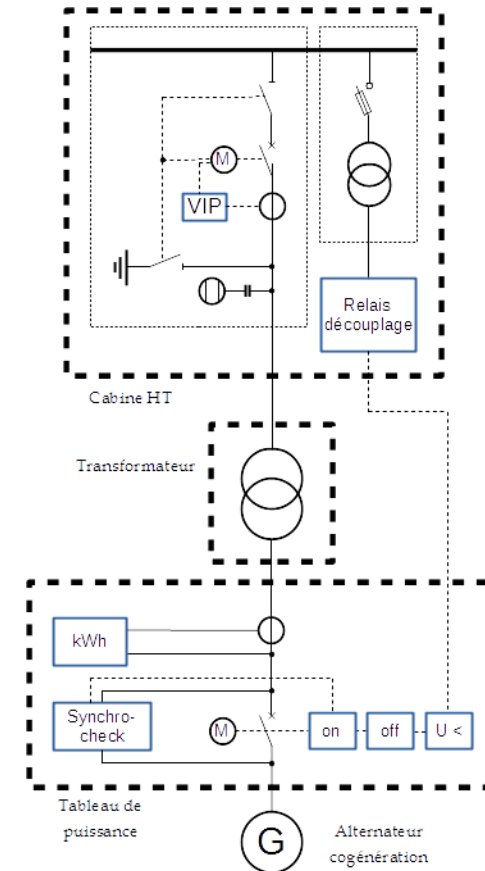 M
VIP
Relais
découplage
Cabine HT
Transformateur
kWh
Synchro-
check
M
on
off
U <
Tableau de
puissance
G
Alternateur
cogénération